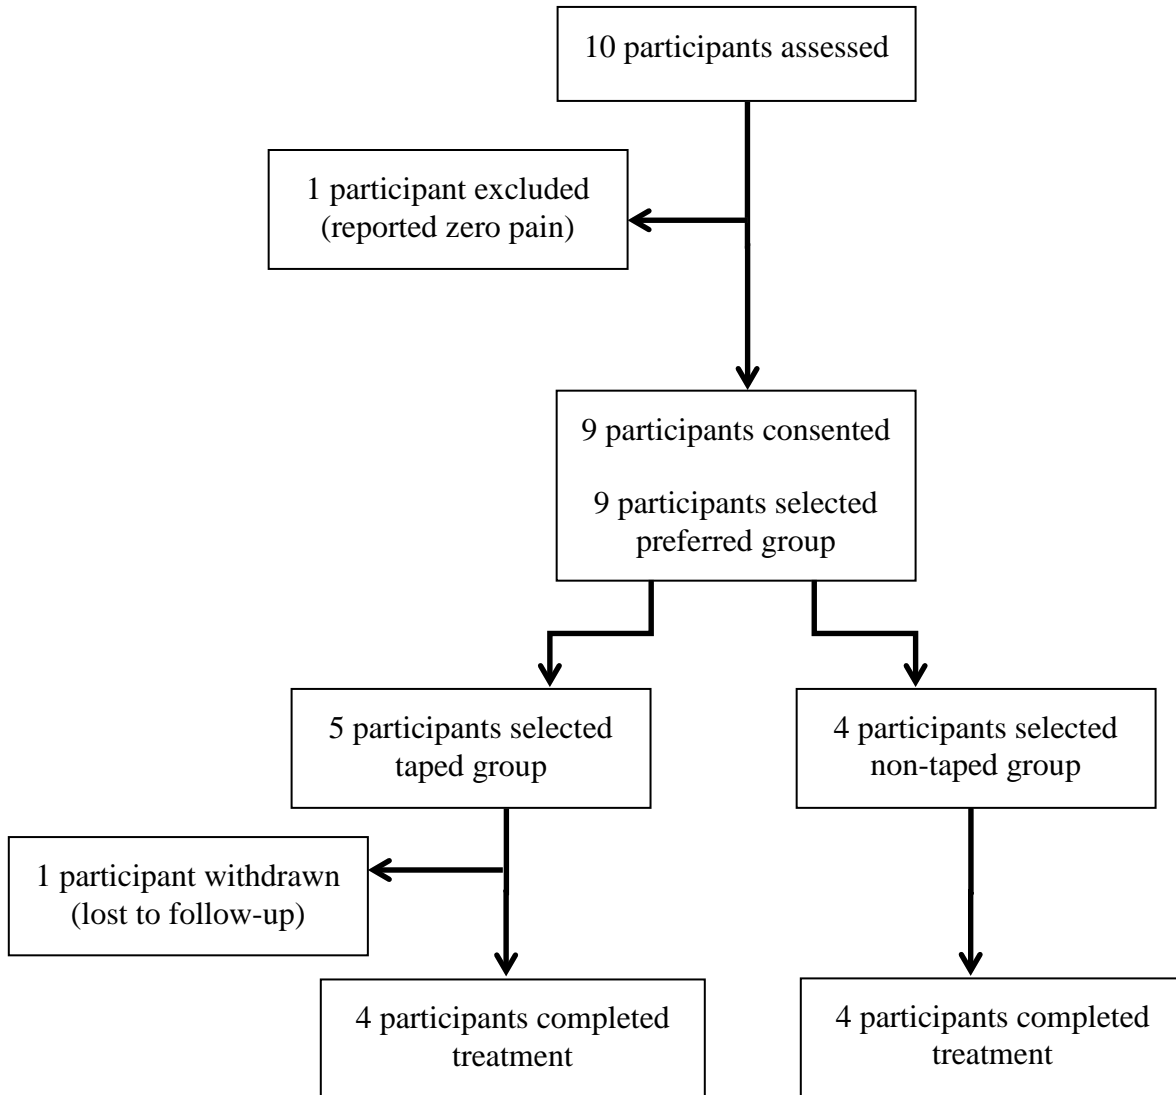 10 participants assessed
1 participant excluded
(reported zero pain)
9 participants consented
9 participants selected
preferred group
5 participants selected
taped group
4 participants selected
non-taped group
1 participant withdrawn
(lost to follow-up)
4 participants completed
treatment
4 participants completed
treatment